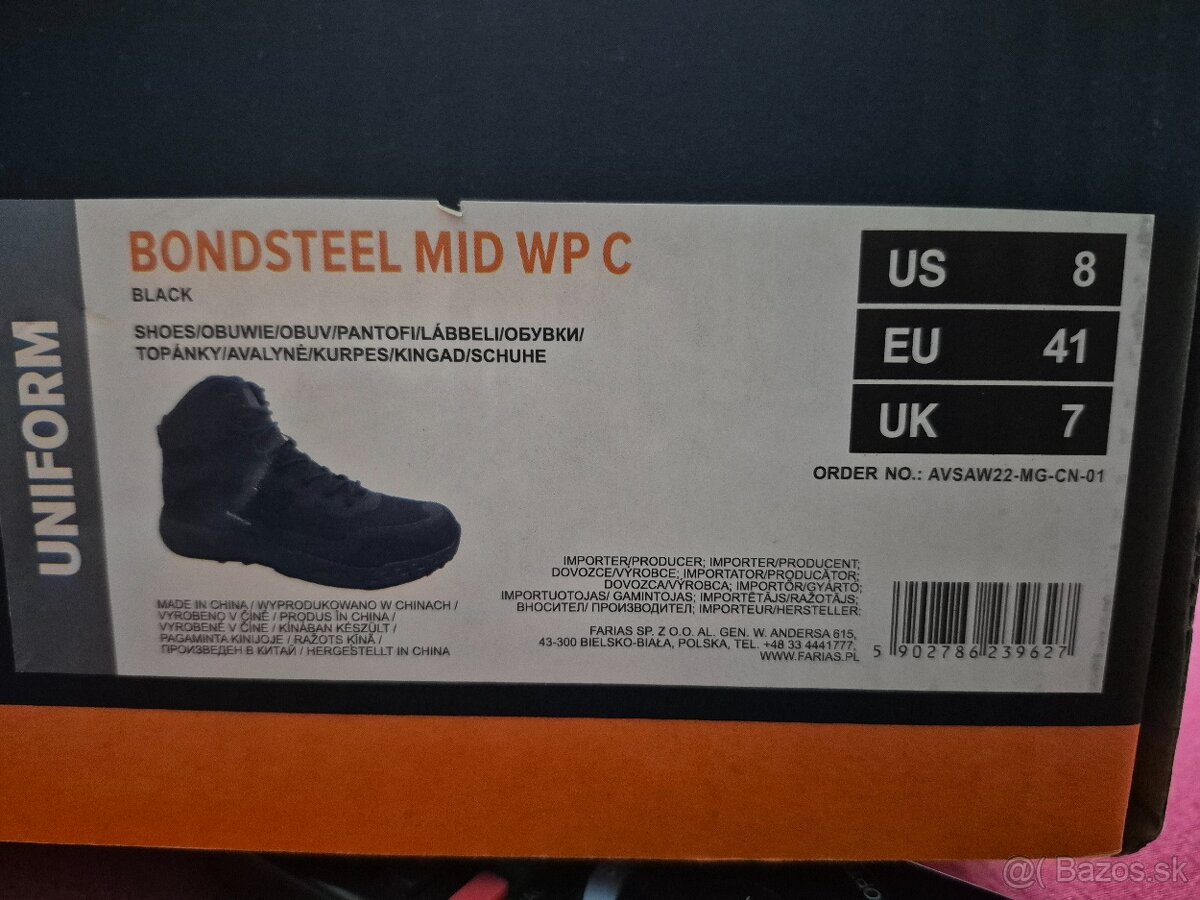 UNIFORM
BONDSTEEL MID WP C
BLACK
SHOES/OBUWIE/OBUV/PANTOFI/LÁBBELI/ОБУВКИ/
TOPÁNKY/AVALYNĖ/KURPES/KINGAD/SCHUHE
US 8
EU 41
UK 7
ORDER NO.: AVSAW22-MG-CN-01
MADE IN CHINA / WYPRODUKOWANO W CHINACH /
VYROBENO V ČÍNĚ / PRODUS ÎN CHINA /
VYROBENÉ V ČÍNE / KÍNÁBAN KÉSZÜLT /
PAGAMINTA KINIJOJE / RAŽOTS ĶĪNĀ /
ПРОИЗВЕДЕН В КИТАЙ / HERGESTELLT IN CHINA
IMPORTER/PRODUCER; IMPORTER/PRODUCENT;
DOVOZCE/VÝROBCE; IMPORTATOR/PRODUCĂTOR;
DOVOZCA/VÝROBCA; IMPORTŐR/GYÁRTÓ;
IMPORTUOTOJAS/ GAMINTOJAS; IMPORTĒTĀJS/RAŽOTĀJS;
ВНОСИТЕЛ/ ПРОИЗВОДИТЕЛ; IMPORTEUR/HERSTELLER:
FARIAS SP. Z O.O. AL. GEN. W. ANDERSA 615,
43-300 BIELSKO-BIAŁA, POLSKA, TEL. +48 33 4441777,
WWW.FARIAS.PL
5 902786 239627
@( Bazos.sk